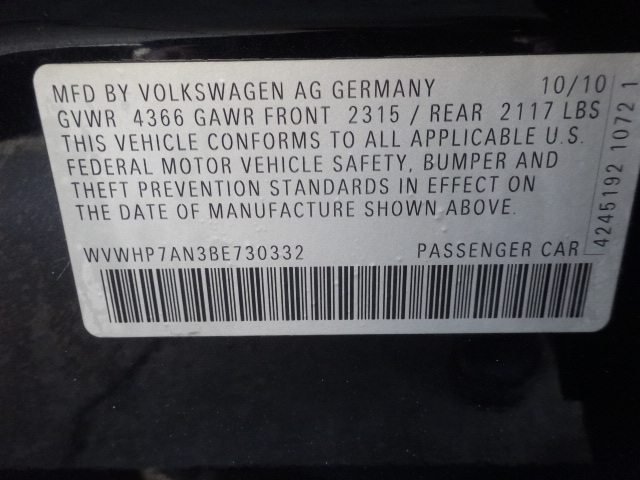 MFD BY VOLKSWAGEN AG GERMANY 10/10
GVWR 4366 GAWR FRONT 2315 / REAR 2117 LBS
THIS VEHICLE CONFORMS TO ALL APPLICABLE U.S.
FEDERAL MOTOR VEHICLE SAFETY, BUMPER AND
THEFT PREVENTION STANDARDS IN EFFECT ON
THE DATE OF MANUFACTURE SHOWN ABOVE.
WVWHP7AN3BE730332 PASSENGER CAR
4245192 1072 1